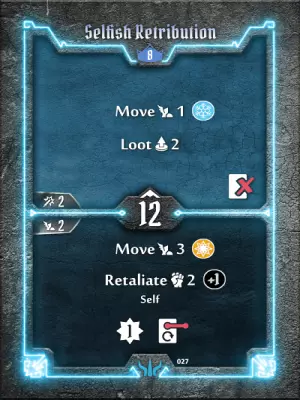 Selfish Retribution
8
Move 1
Loot 2
2
12
2
Move 3
Retaliate 2 +1
Self
1
027